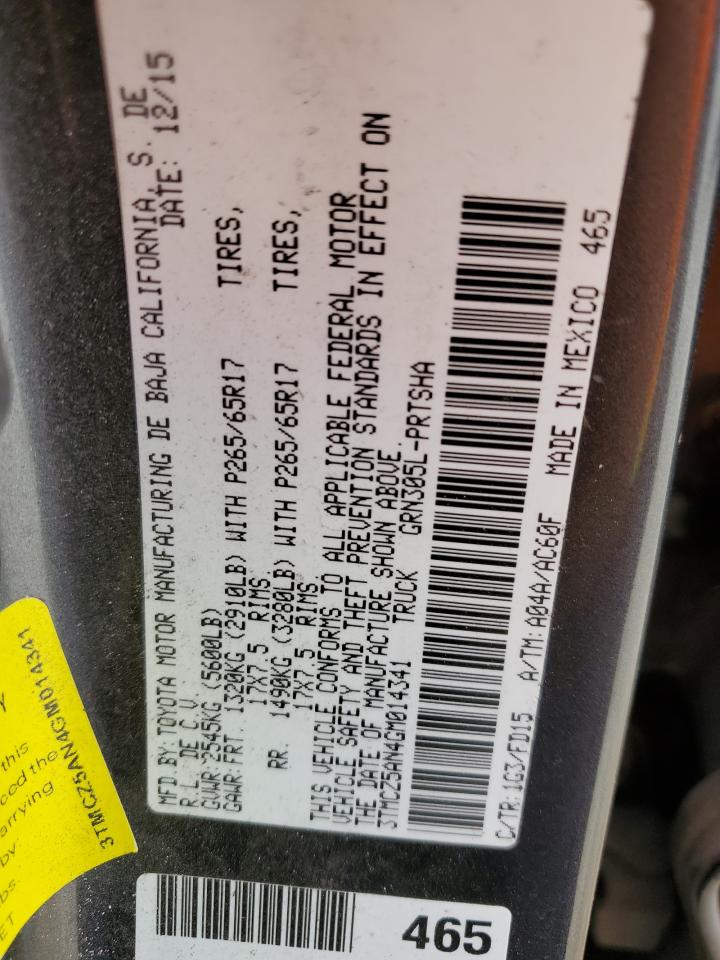 MFD.BY:TOYOTA MOTOR MANUFACTURING DE BAJA CALIFORNIA, S. DE
R.L. DE C.V. DATE: 12/15
GVWR:2545KG (5600LB)
GAWR:FRT. 1320KG (2910LB) WITH P265/65R17 TIRES,
17X7.5 RIMS.
RR. 1490KG (3280LB) WITH P265/65R17 TIRES,
17X7.5 RIMS.
THIS VEHICLE CONFORMS TO ALL APPLICABLE FEDERAL MOTOR
VEHICLE SAFETY AND THEFT PREVENTION STANDARDS IN EFFECT ON
THE DATE OF MANUFACTURE SHOWN ABOVE.
3TMCZ5AN4GM014341 TRUCK GRN305L-PRTSHA
C/TR:1G3/FD15 A/TM:A04A/AC60F MADE IN MEXICO 465
465
Y
this
ced the
arrying
by
bs.
ET
3TMCZ5AN4GM014341